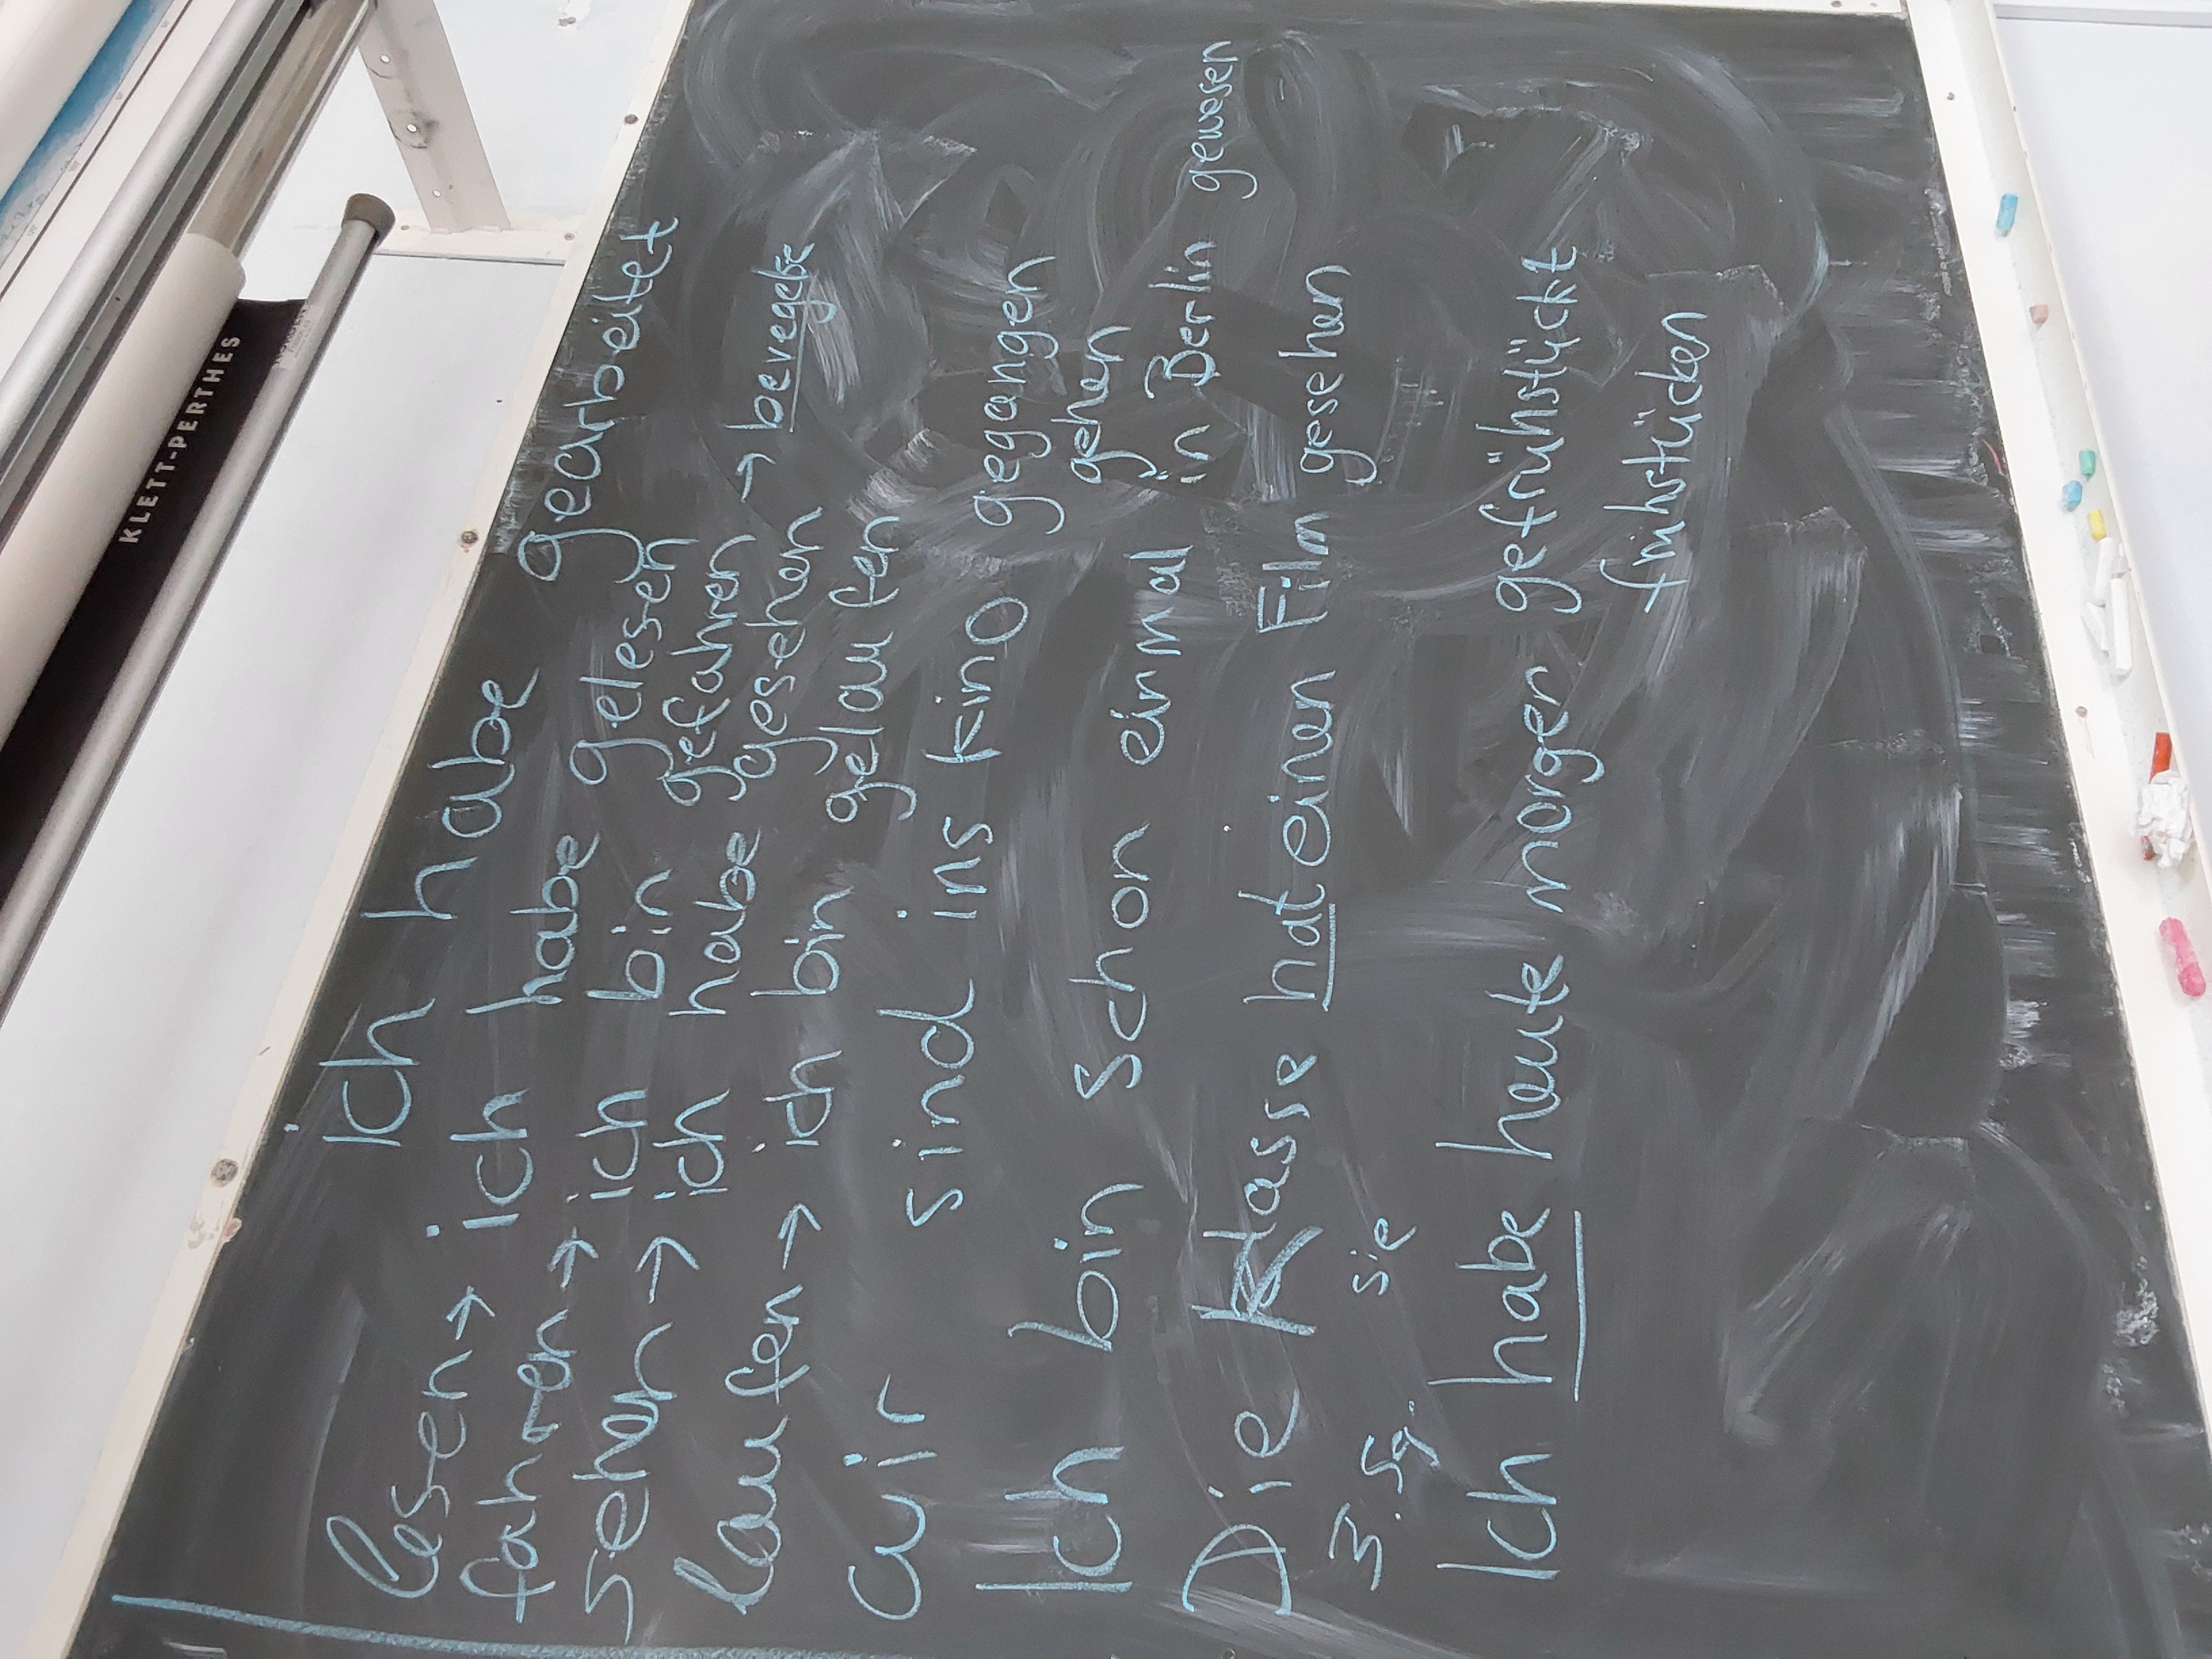 KLETT-PERTHES
ich habe gearbeitet
lesen → ich habe gelesen
fahren → ich bin gefahren → bevegelse
sehen → ich habe gesehen
laufen → ich bin gelaufen
wir sind ins kino gegangen
gehen
Ich bin schon einmal in Berlin gewesen
Die Klasse hat einen Film gesehen
3. Sg. sie
Ich habe heute morgen gefrühstückt
frühstücken